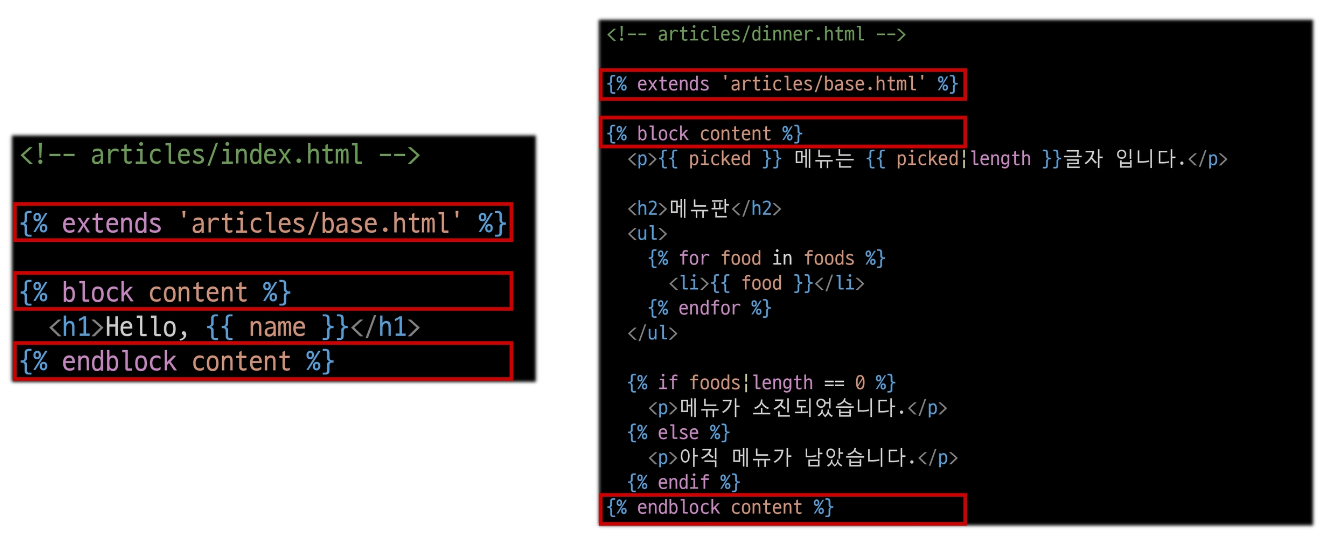 <!-- articles/index.html -->
{% extends 'articles/base.html' %}
{% block content %}
<h1>Hello, {{ name }}</h1>
{% endblock content %}
<!-- articles/dinner.html -->
{% extends 'articles/base.html' %}
{% block content %}
<p>{{ picked }} 메뉴는 {{ picked|length }}글자 입니다.</p>
<h2>메뉴판</h2>
<ul>
{% for food in foods %}
<li>{{ food }}</li>
{% endfor %}
</ul>
{% if foods|length == 0 %}
<p>메뉴가 소진되었습니다.</p>
{% else %}
<p>아직 메뉴가 남았습니다.</p>
{% endif %}
{% endblock content %}